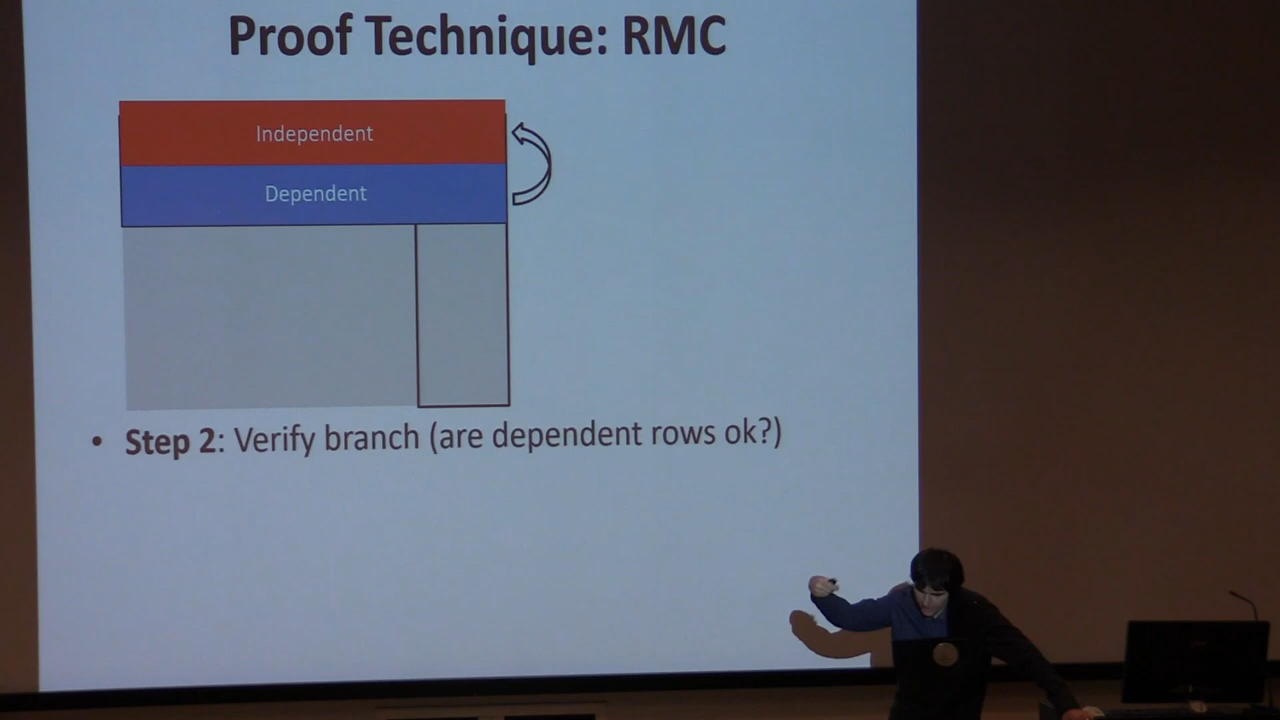 Proof Technique: RMC
Independent
Dependent
• Step 2: Verify branch (are dependent rows ok?)